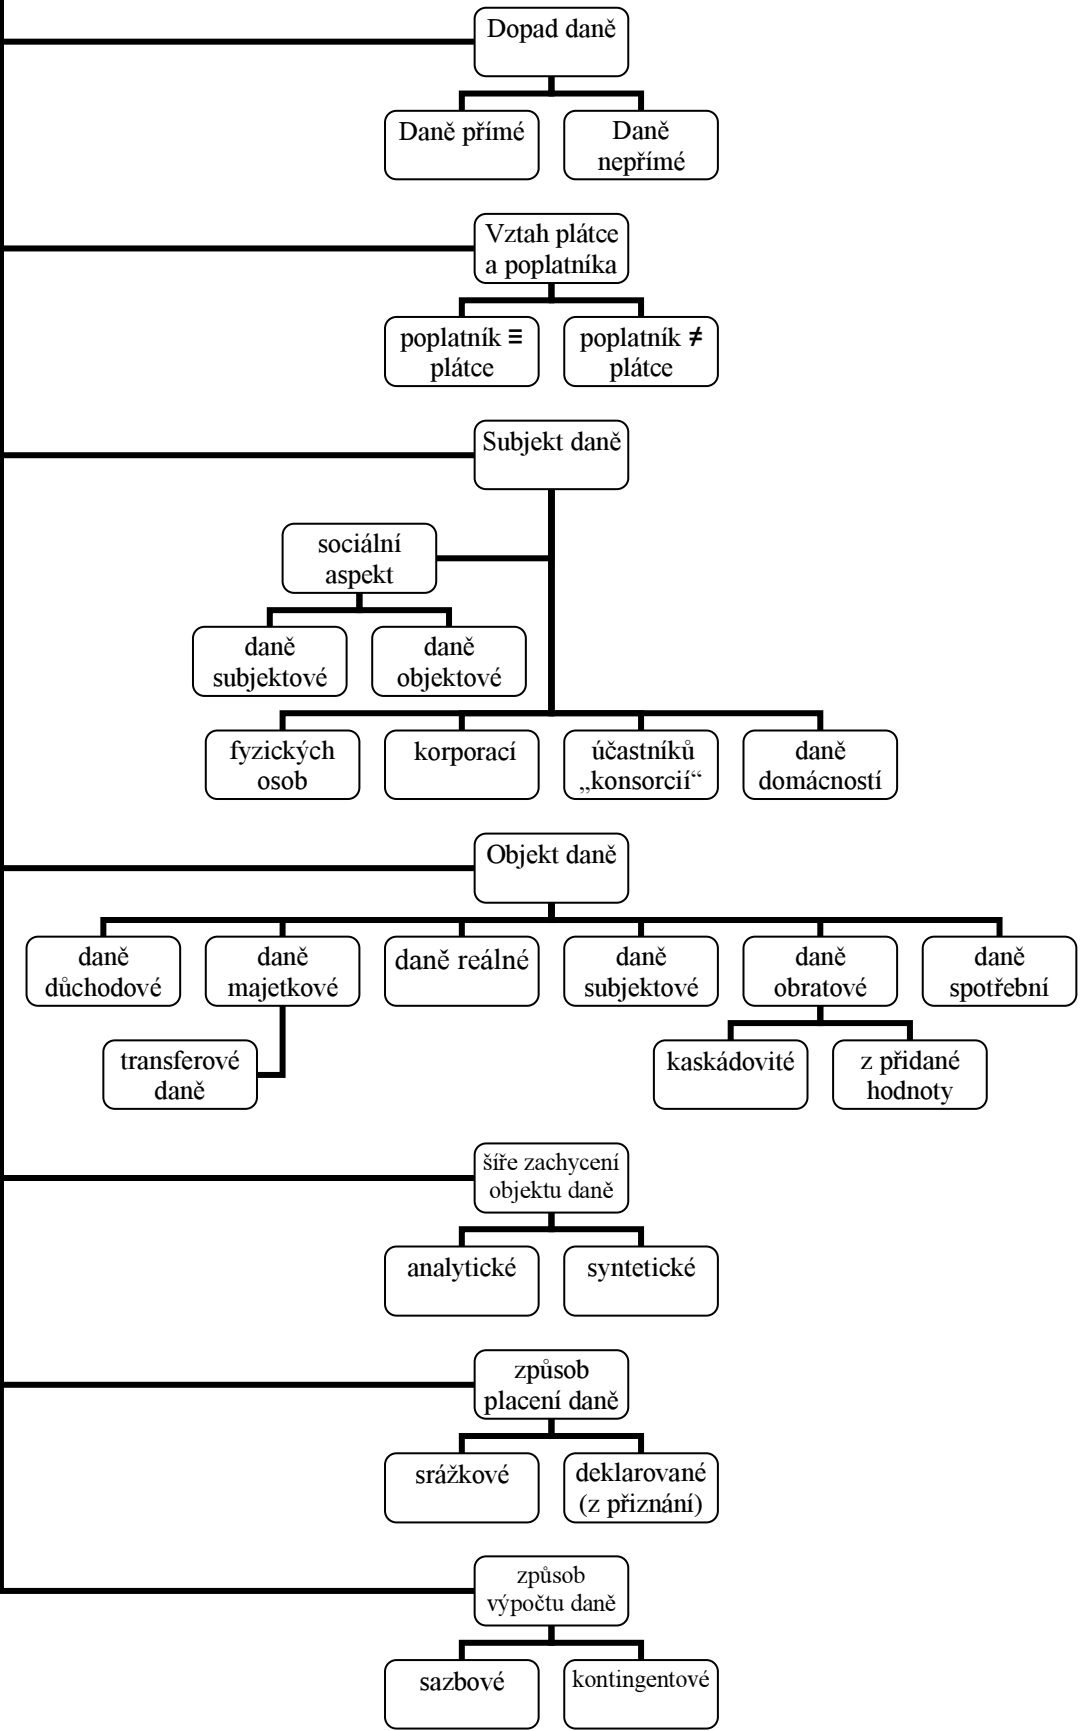 Dopad daně
Daně přímé
Daně
nepřímé
Vztah plátce
a poplatníka
poplatník ≡
plátce
poplatník ≠
plátce
Subjekt daně
sociální
aspekt
daně
subjektové
daně
objektové
fyzických
osob
korporací
účastníků
„konsorcií“
daně
domácností
Objekt daně
daně
důchodové
daně
majetkové
daně reálné
daně
subjektové
daně
obratové
daně
spotřební
transferové
daně
kaskádovité
z přidané
hodnoty
šíře zachycení
objektu daně
analytické
syntetické
způsob
placení daně
srážkové
deklarované
(z přiznání)
způsob
výpočtu daně
sazbové
kontingentové